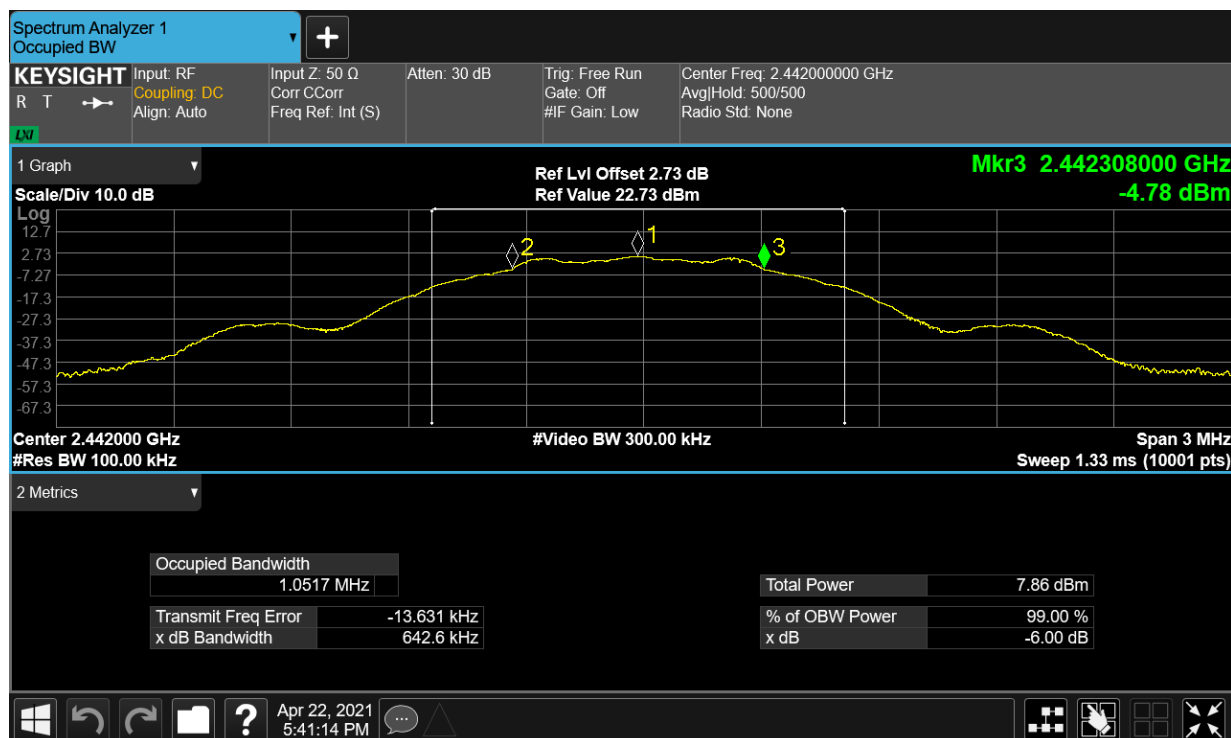 Spectrum Analyzer 1
Occupied BW
KEYSIGHT
R T
LXI
Input: RF
Coupling: DC
Align: Auto
Input Z: 50 Ω
Corr CCorr
Freq Ref: Int (S)
Atten: 30 dB
Trig: Free Run
Gate: Off
#IF Gain: Low
Center Freq: 2.442000000 GHz
Avg|Hold: 500/500
Radio Std: None
1 Graph
Scale/Div 10.0 dB
Ref Lvl Offset 2.73 dB
Ref Value 22.73 dBm
Mkr3 2.442308000 GHz
-4.78 dBm
Log
12.7
2.73
-7.27
-17.3
-27.3
-37.3
-47.3
-57.3
-67.3
2
1
3
Center 2.442000 GHz
#Video BW 300.00 kHz
Span 3 MHz
#Res BW 100.00 kHz
Sweep 1.33 ms (10001 pts)
2 Metrics
Occupied Bandwidth
1.0517 MHz
Total Power 7.86 dBm
Transmit Freq Error -13.631 kHz
% of OBW Power 99.00 %
x dB Bandwidth 642.6 kHz
x dB -6.00 dB
?
Apr 22, 2021
5:41:14 PM